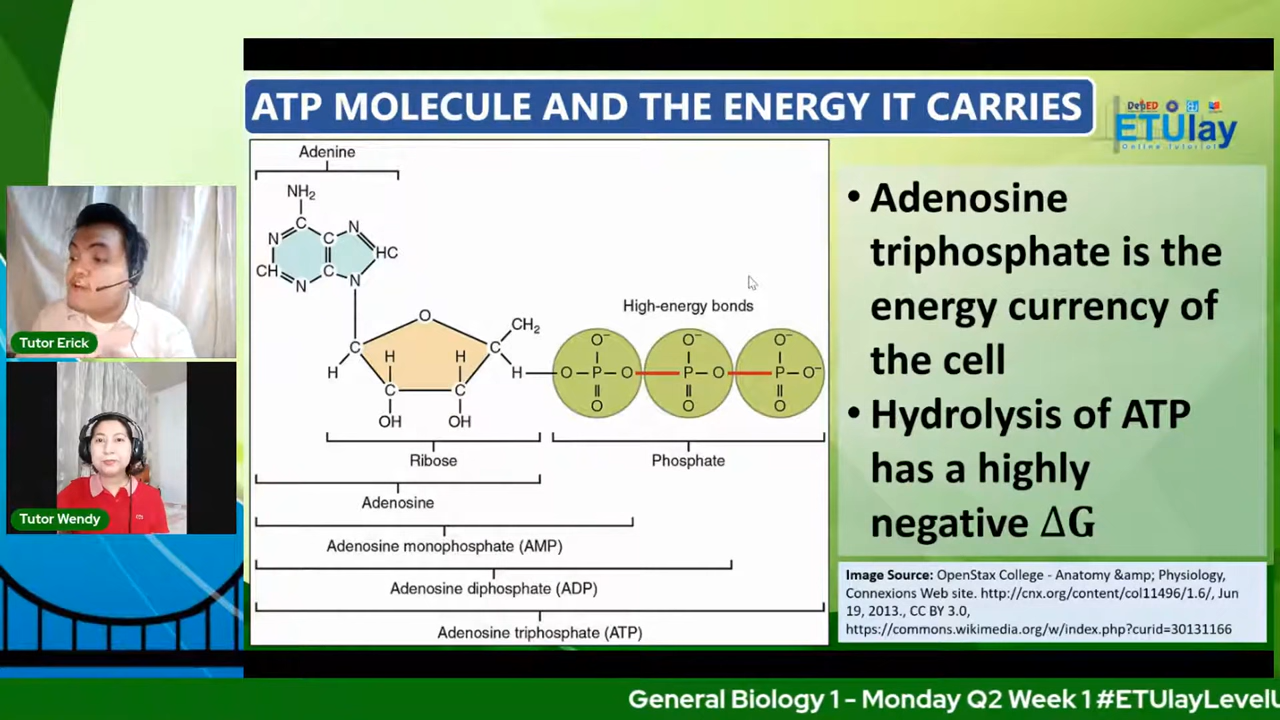 ATP MOLECULE AND THE ENERGY IT CARRIES
DepED
ETUlay
Online Tutorial
Adenine
NH₂
N
C
C
N
HC
CH
N
C
N
O
CH₂
C
C
H
H
H
H
C
C
OH
OH
High-energy bonds
O⁻
O⁻
O⁻
O
P
O
P
O
P
O⁻
O
O
O
Ribose
Phosphate
Adenosine
Adenosine monophosphate (AMP)
Adenosine diphosphate (ADP)
Adenosine triphosphate (ATP)
• Adenosine
triphosphate is the
energy currency of
the cell
• Hydrolysis of ATP
has a highly
negative ΔG
Image Source: OpenStax College - Anatomy &amp; Physiology,
Connexions Web site. http://cnx.org/content/col11496/1.6/, Jun
19, 2013., CC BY 3.0,
https://commons.wikimedia.org/w/index.php?curid=30131166
Tutor Erick
Tutor Wendy
General Biology 1 - Monday Q2 Week 1 #ETUlayLevelU